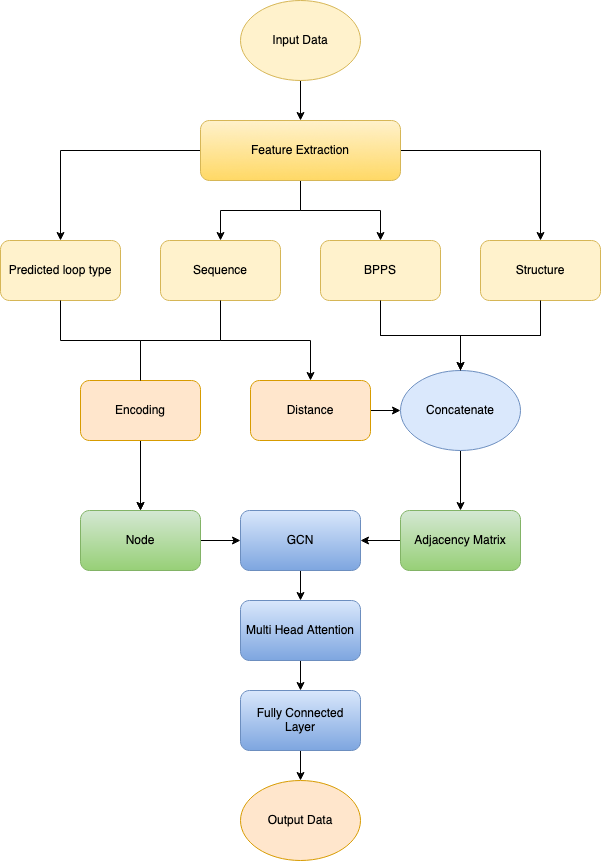 Input Data
Feature Extraction
Predicted loop type
Sequence
BPPS
Structure
Encoding
Distance
Concatenate
Node
GCN
Adjacency Matrix
Multi Head Attention
Fully Connected
Layer
Output Data